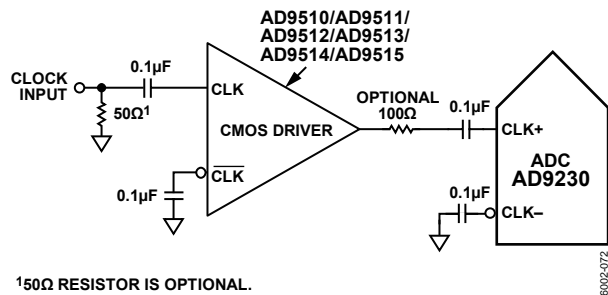 AD9510/AD9511/
AD9512/AD9513/
AD9514/AD9515
CLOCK
INPUT
0.1µF
50Ω¹
CLK
CMOS DRIVER
CLK
0.1µF
OPTIONAL
100Ω
0.1µF
CLK+
ADC
AD9230
0.1µF
CLK–
¹50Ω RESISTOR IS OPTIONAL.
6002-072